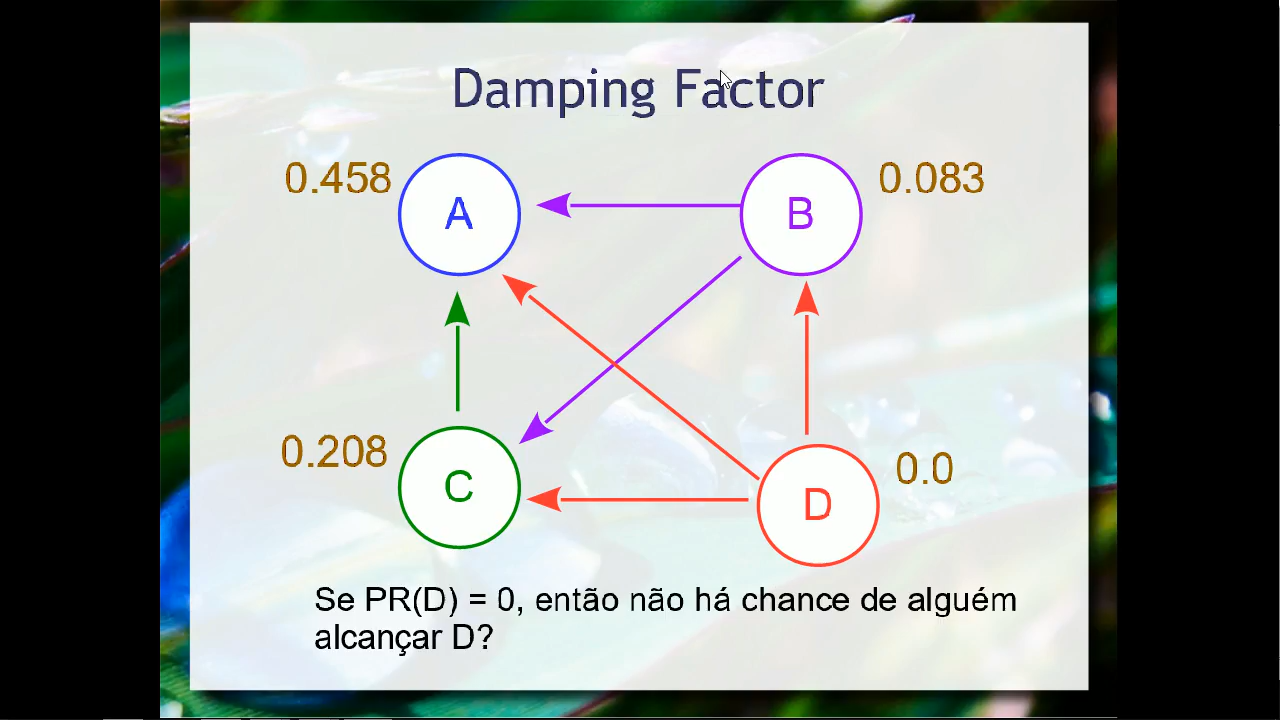 Damping Factor
0.458
A
B
0.083
0.208
C
D
0.0
Se PR(D) = 0, então não há chance de alguém
alcançar D?